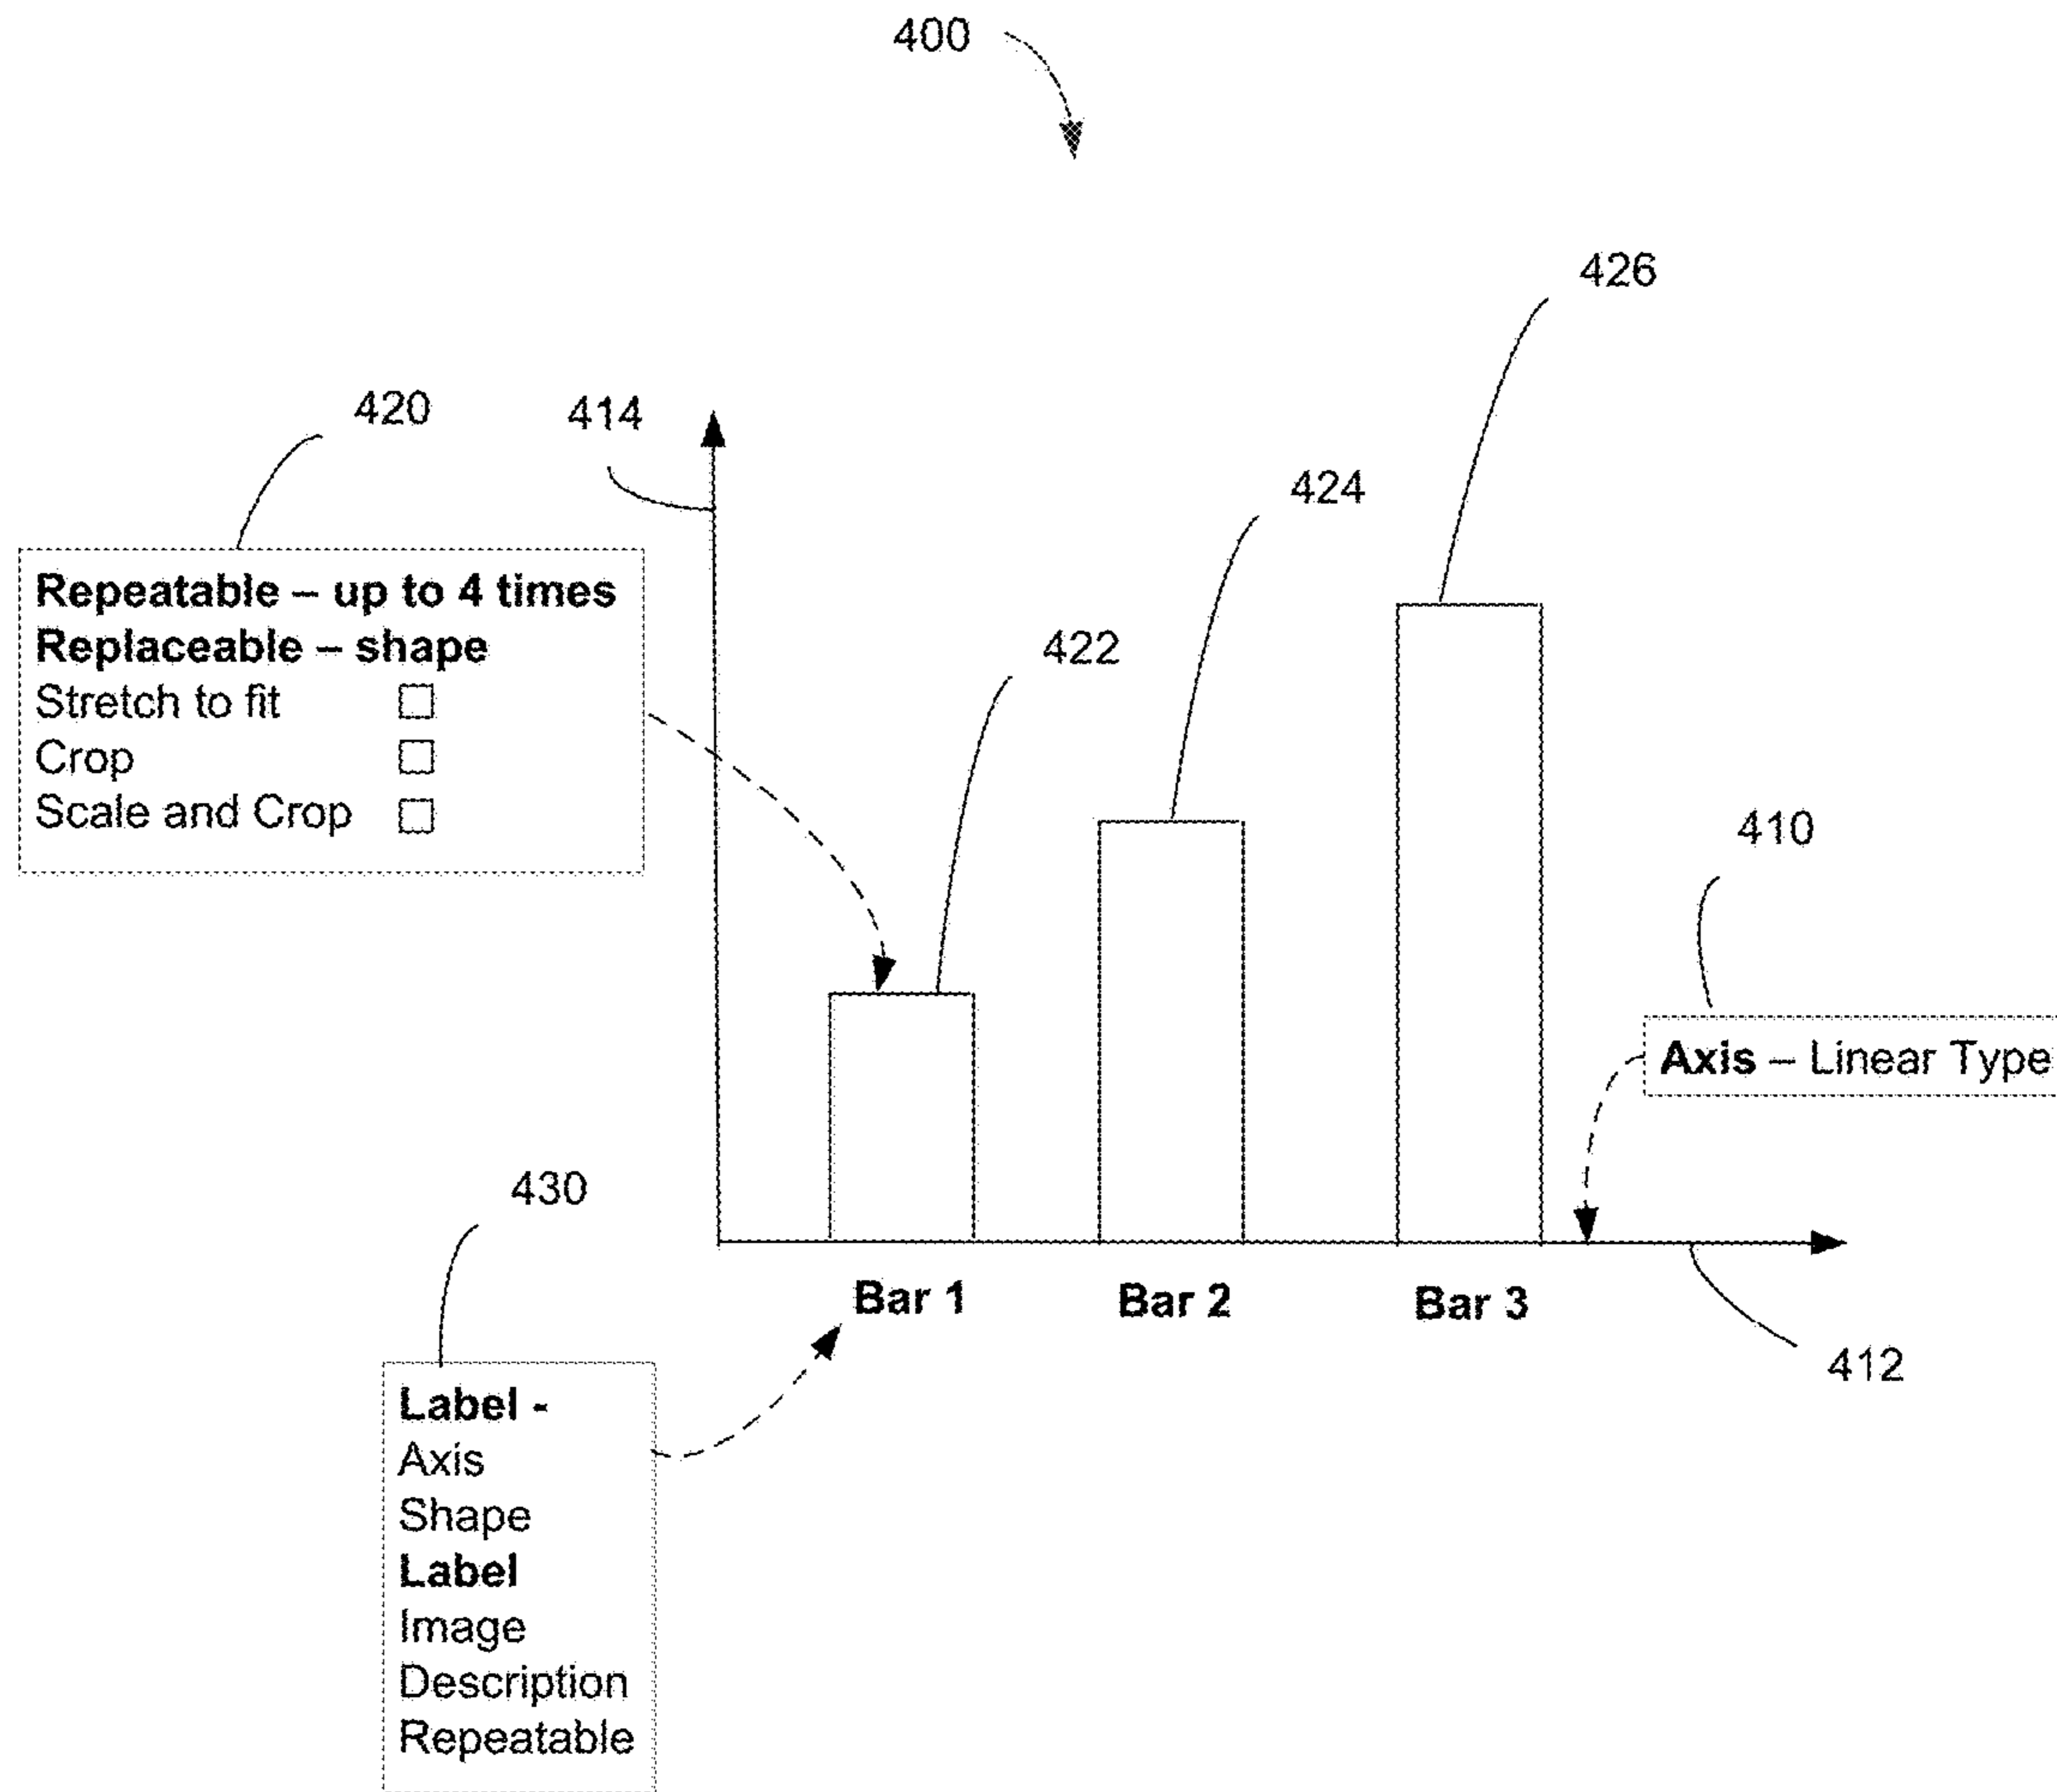 400
426
420
414
424
Repeatable – up to 4 times
Replaceable – shape
Stretch to fit
Crop
Scale and Crop
422
410
Axis – Linear Type
430
Bar 1
Bar 2
Bar 3
412
Label -
Axis
Shape
Label
Image
Description
Repeatable